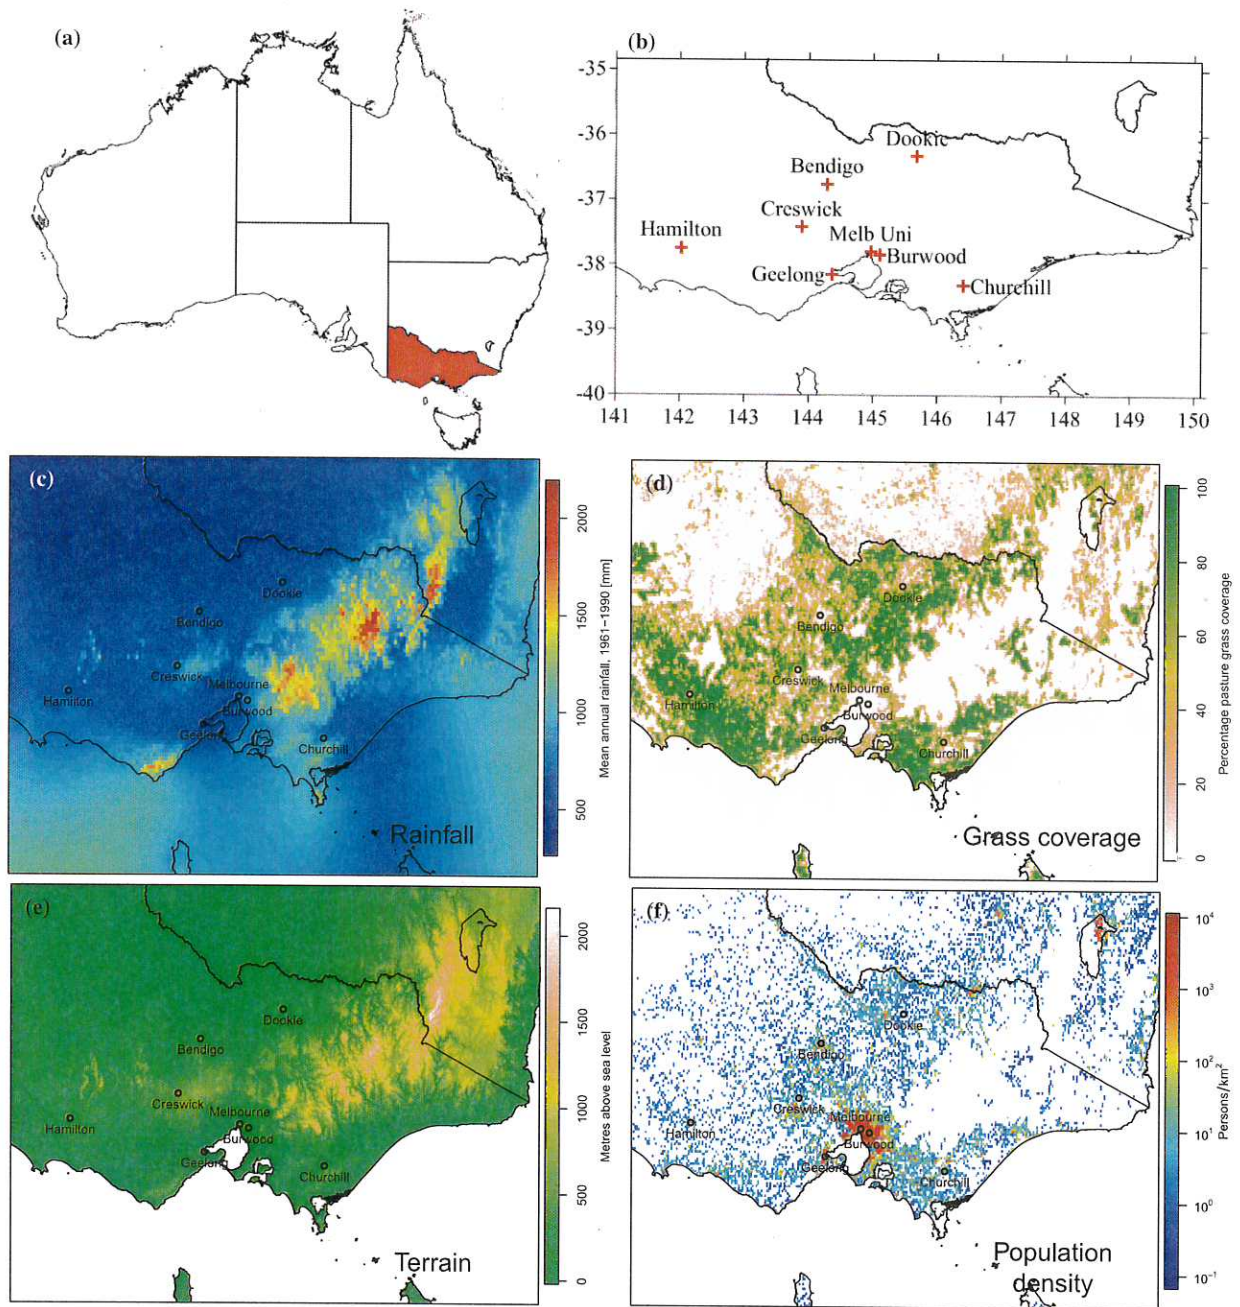 (a)
(b)
-35
-36
-37
-38
-39
-40
Dookie
Bendigo
Creswick
Hamilton
Melb Uni
Burwood
Geelong
Churchill
141 142 143 144 145 146 147 148 149 150
(c)
Dookie
Bendigo
Creswick
Melbourne
Hamilton
Burwood
Geelong
Churchill
Rainfall
2000
1500
1000
500
Mean annual rainfall, 1961–1990 [mm]
(d)
Dookie
Bendigo
Creswick
Melbourne
Hamilton
Burwood
Geelong
Churchill
Grass coverage
100
80
60
40
20
0
Percentage pasture grass coverage
(e)
Dookie
Bendigo
Creswick
Melbourne
Hamilton
Burwood
Geelong
Churchill
Terrain
2000
1500
1000
500
0
Metres above sea level
(f)
Dookie
Bendigo
Creswick
Melbourne
Hamilton
Burwood
Geelong
Churchill
Population
density
10⁴
10³
10²
10¹
10⁰
10⁻¹
Persons/km²